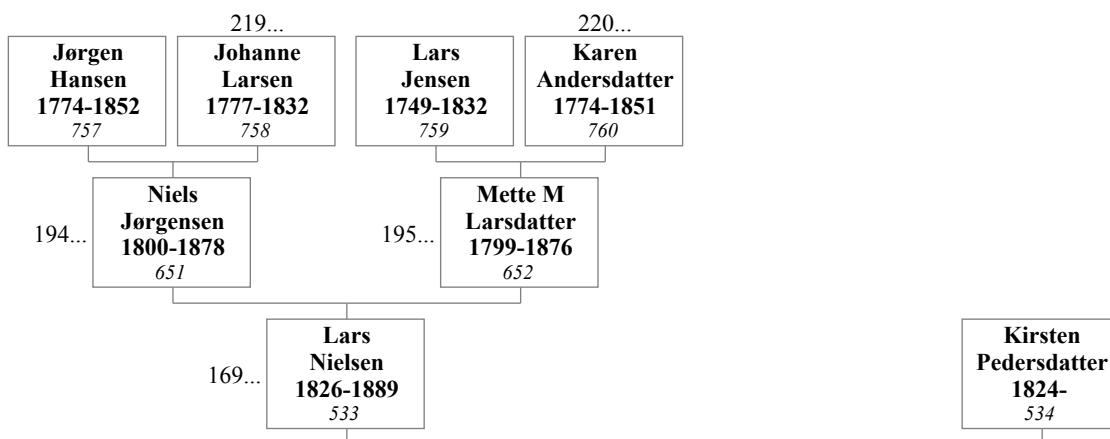 219...
220...
Jørgen
Hansen
1774-1852
757
Johanne
Larsen
1777-1832
758
Lars
Jensen
1749-1832
759
Karen
Andersdatter
1774-1851
760
194...
Niels
Jørgensen
1800-1878
651
195...
Mette M
Larsdatter
1799-1876
652
169...
Lars
Nielsen
1826-1889
533
Kirsten
Pedersdatter
1824-
534